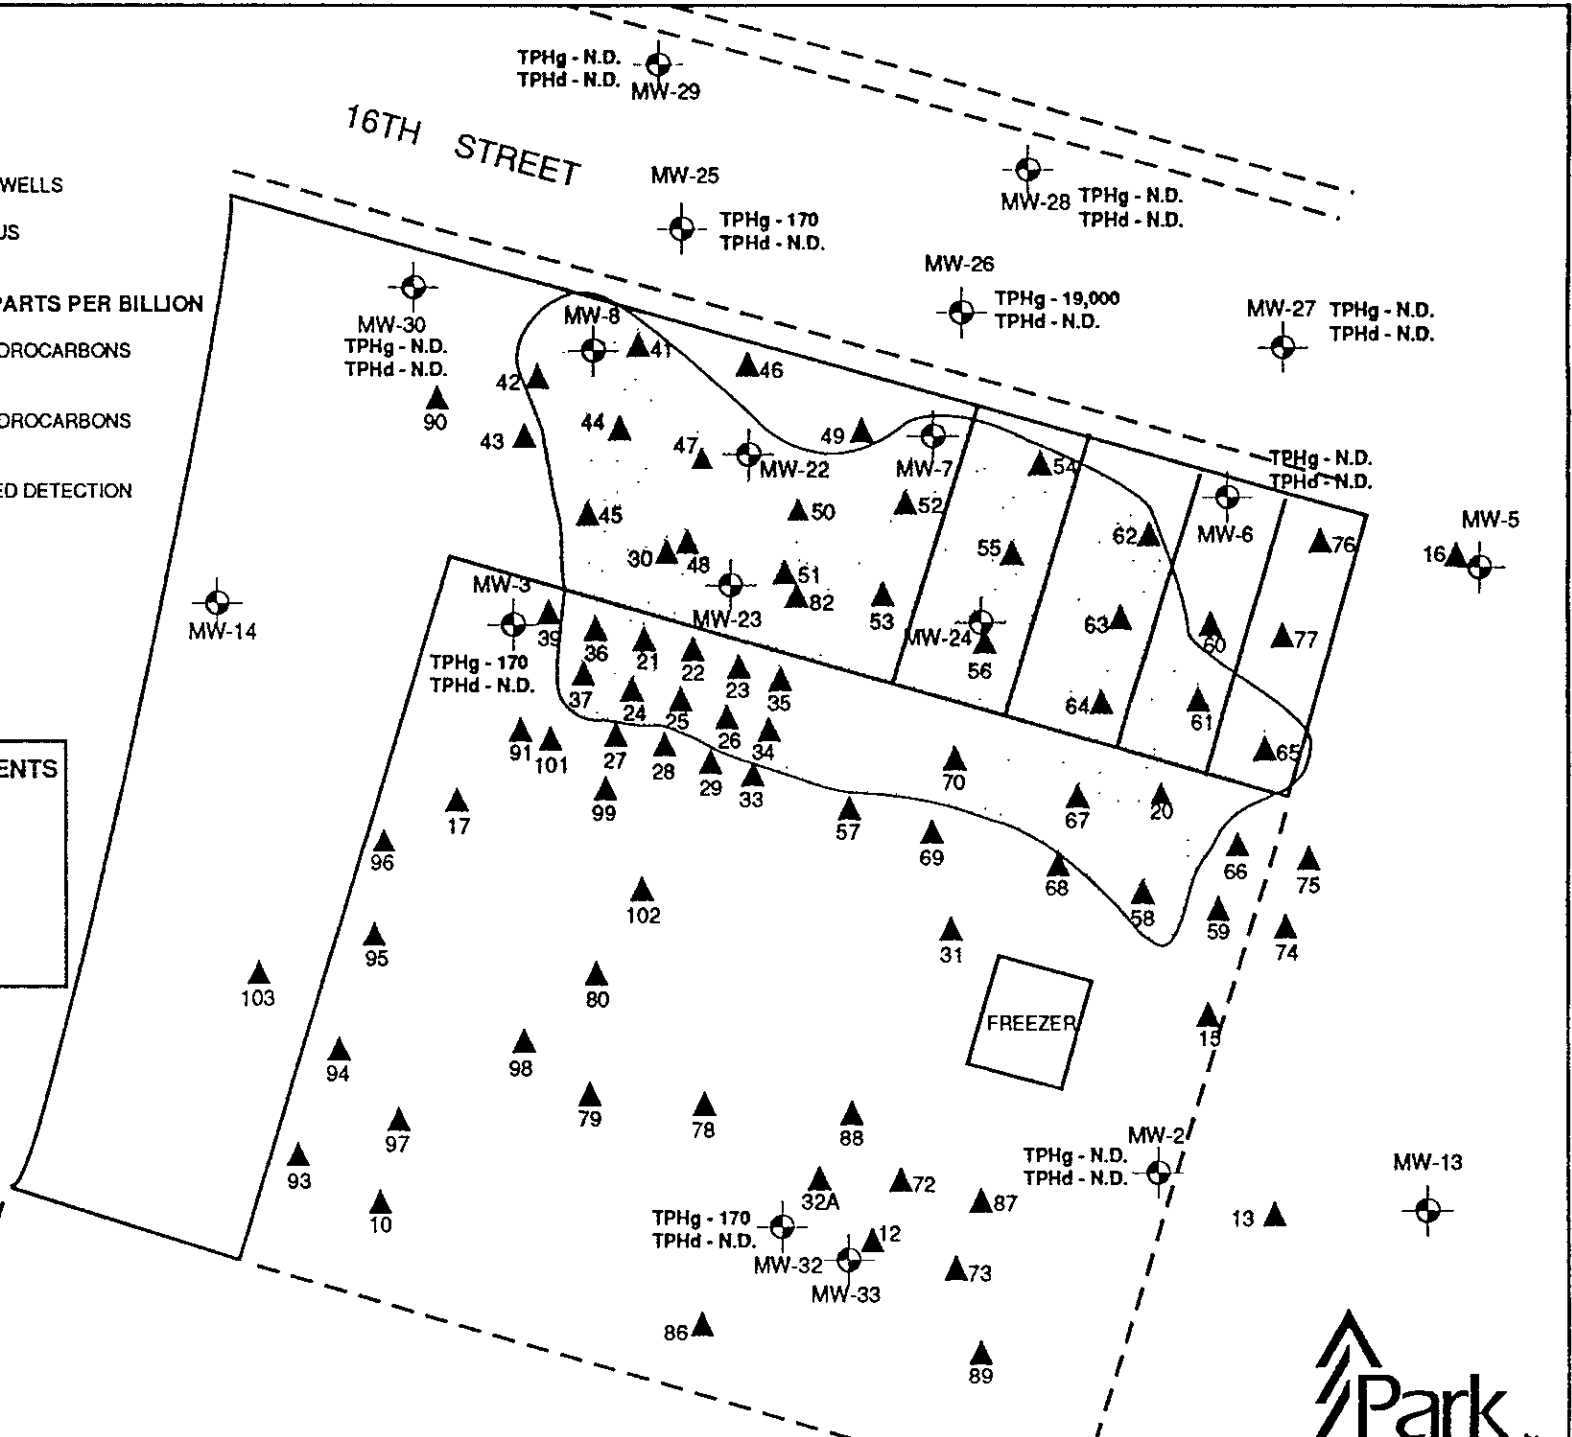 TPHg - N.D.
TPHd - N.D.
MW-29
16TH STREET
WELLS
MW-25
TPHg - 170
TPHd - N.D.
MW-28
TPHg - N.D.
TPHd - N.D.
US
MW-26
TPHg - 19,000
TPHd - N.D.
PARTS PER BILLION
MW-30
TPHg - N.D.
TPHd - N.D.
MW-8
MW-27
TPHg - N.D.
TPHd - N.D.
OROCARBONS
41
46
42
90
OROCARBONS
43
44
47
49
MW-22
MW-7
54
TPHg - N.D.
TPHd - N.D.
ED DETECTION
45
50
52
MW-6
MW-5
16
30
48
51
55
62
76
MW-14
MW-3
39
82
MW-23
53
MW-24
56
63
60
77
TPHg - 170
TPHd - N.D.
36
21
22
23
35
37
24
25
26
34
64
61
65
91
101
27
28
29
33
70
ENTS
17
99
57
67
20
96
69
68
66
75
102
58
59
74
95
31
103
80
FREEZER
15
94
98
79
78
88
97
93
10
MW-2
TPHg - N.D.
TPHd - N.D.
MW-13
32A
72
87
13
TPHg - 170
TPHd - N.D.
12
MW-32
MW-33
73
86
89
Park